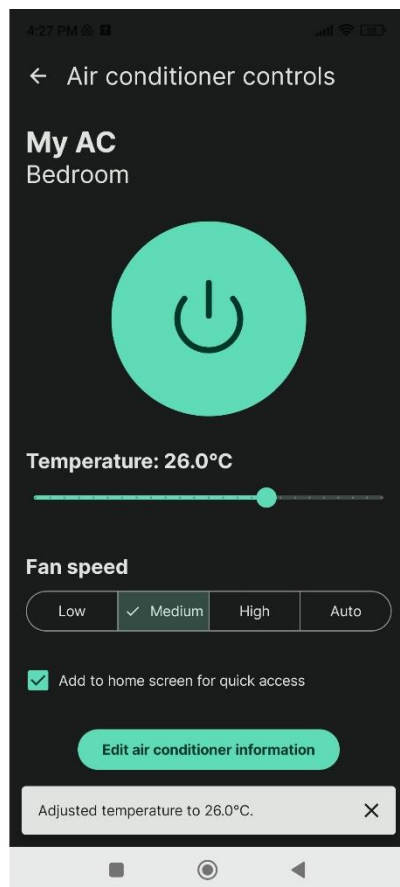 4:27 PM
Air conditioner controls
My AC
Bedroom
Temperature: 26.0°C
Fan speed
Low
Medium
High
Auto
Add to home screen for quick access
Edit air conditioner information
Adjusted temperature to 26.0°C.